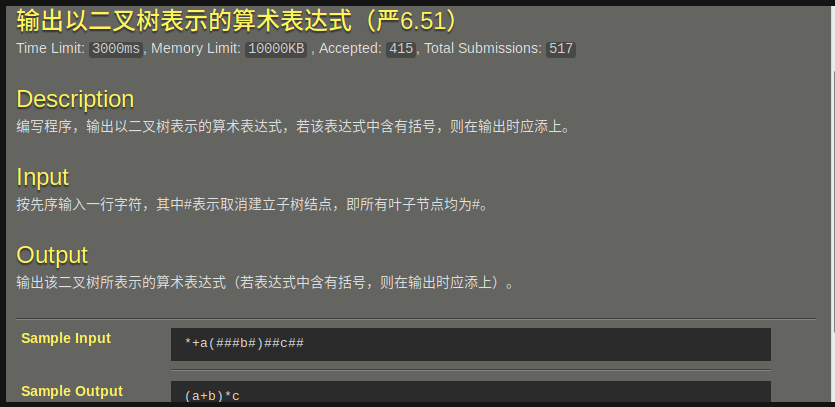 输出以二叉树表示的算术表达式（严6.51）
Time Limit: 3000ms, Memory Limit: 10000KB , Accepted: 415, Total Submissions: 517
Description
编写程序，输出以二叉树表示的算术表达式，若该表达式中含有括号，则在输出时应添上。
Input
按先序输入一行字符，其中#表示取消建立子树结点，即所有叶子节点均为#。
Output
输出该二叉树所表示的算术表达式（若表达式中含有括号，则在输出时应添上）。
Sample Input
*+a(###b#)##c##
Sample Output
(a+b)*c